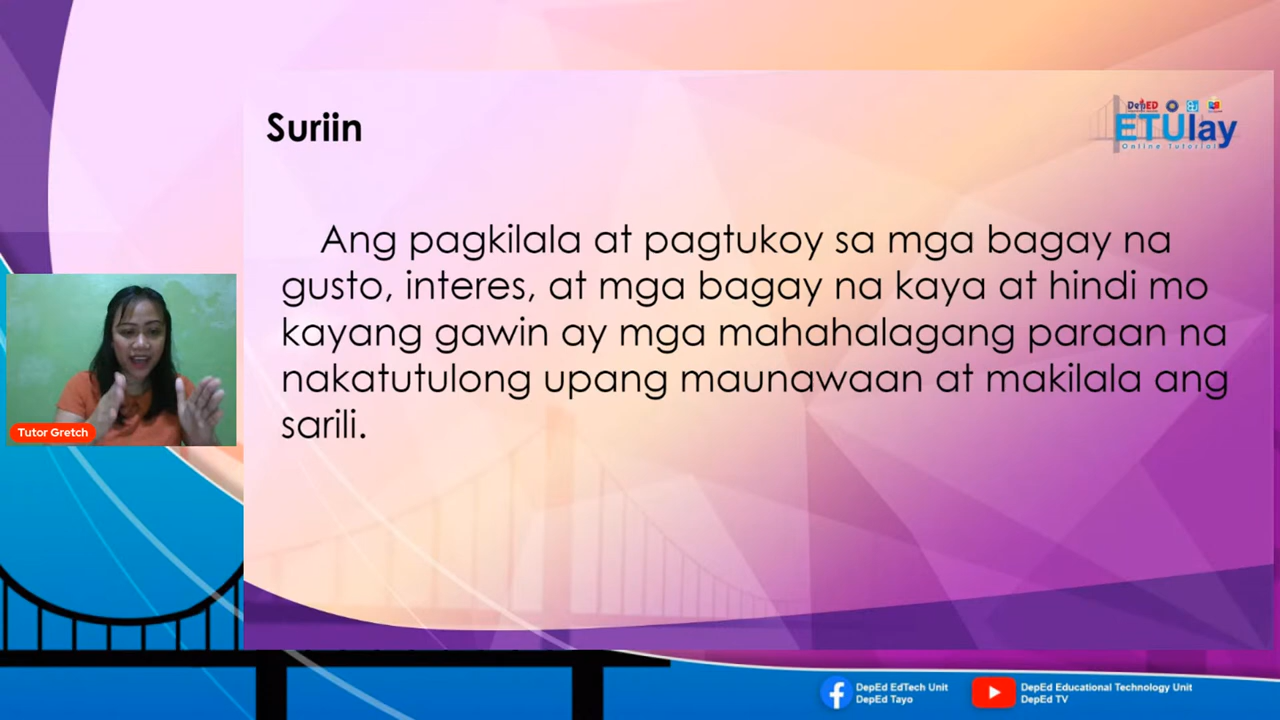 Suriin
DepED
ETUlay
Online Tutorial
Ang pagkilala at pagtukoy sa mga bagay na
gusto, interes, at mga bagay na kaya at hindi mo
kayang gawin ay mga mahahalagang paraan na
nakatutulong upang maunawaan at makilala ang
sarili.
Tutor Gretch
DepEd EdTech Unit
DepEd Tayo
DepEd Educational Technology Unit
DepEd TV